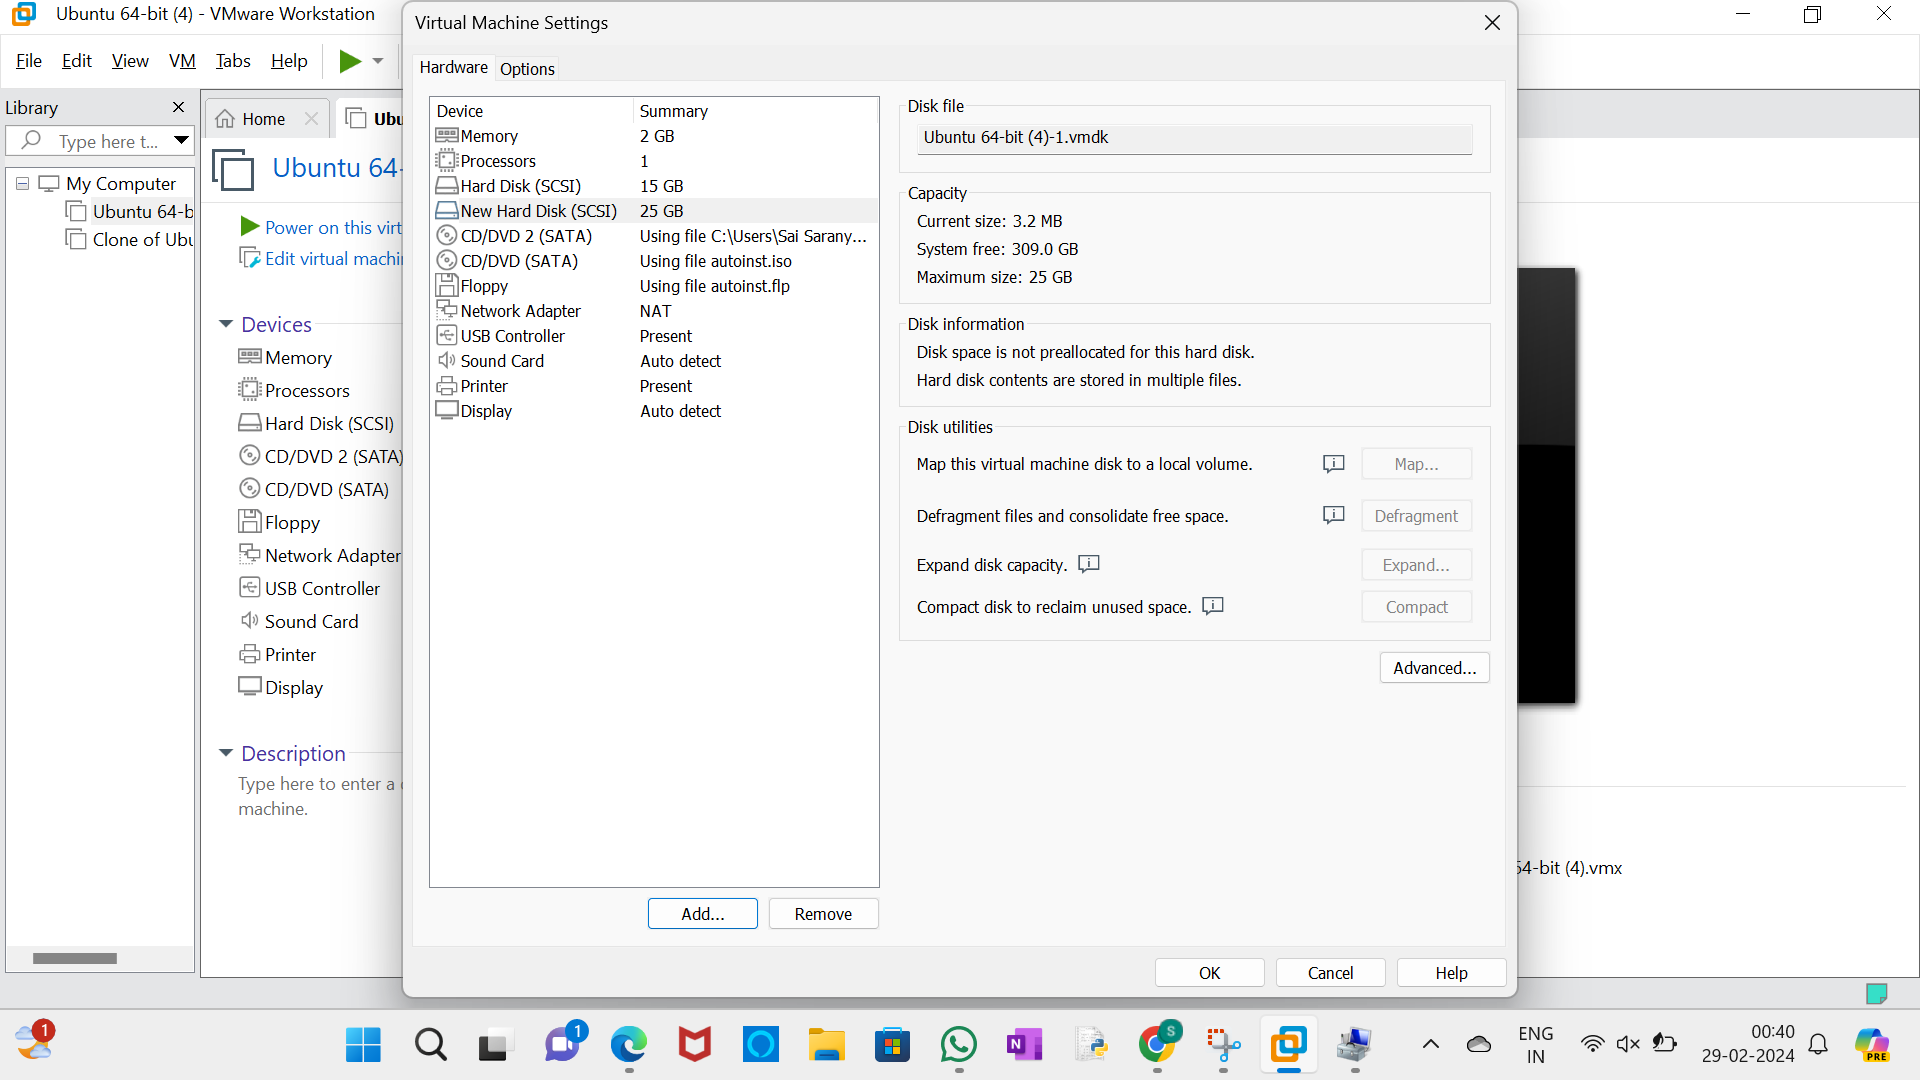 Ubuntu 64-bit (4) - VMware Workstation
File Edit View VM Tabs Help
Library
Type here t...
My Computer
Ubuntu 64-b
Clone of Ubu
Home
Ubu
Ubuntu 64-
Power on this virt
Edit virtual machin
Devices
Memory
Processors
Hard Disk (SCSI)
CD/DVD 2 (SATA)
CD/DVD (SATA)
Floppy
Network Adapter
USB Controller
Sound Card
Printer
Display
Description
Type here to enter a
machine.
Virtual Machine Settings
Hardware Options
Device Summary
Memory 2 GB
Processors 1
Hard Disk (SCSI) 15 GB
New Hard Disk (SCSI) 25 GB
CD/DVD 2 (SATA) Using file C:\Users\Sai Sarany...
CD/DVD (SATA) Using file autoinst.iso
Floppy Using file autoinst.flp
Network Adapter NAT
USB Controller Present
Sound Card Auto detect
Printer Present
Display Auto detect
Add... Remove
Disk file
Ubuntu 64-bit (4)-1.vmdk
Capacity
Current size: 3.2 MB
System free: 309.0 GB
Maximum size: 25 GB
Disk information
Disk space is not preallocated for this hard disk.
Hard disk contents are stored in multiple files.
Disk utilities
Map this virtual machine disk to a local volume. Map...
Defragment files and consolidate free space. Defragment
Expand disk capacity. Expand...
Compact disk to reclaim unused space. Compact
Advanced...
OK Cancel Help
64-bit (4).vmx
1
1
N
S
ENG
IN
00:40
29-02-2024
PRE